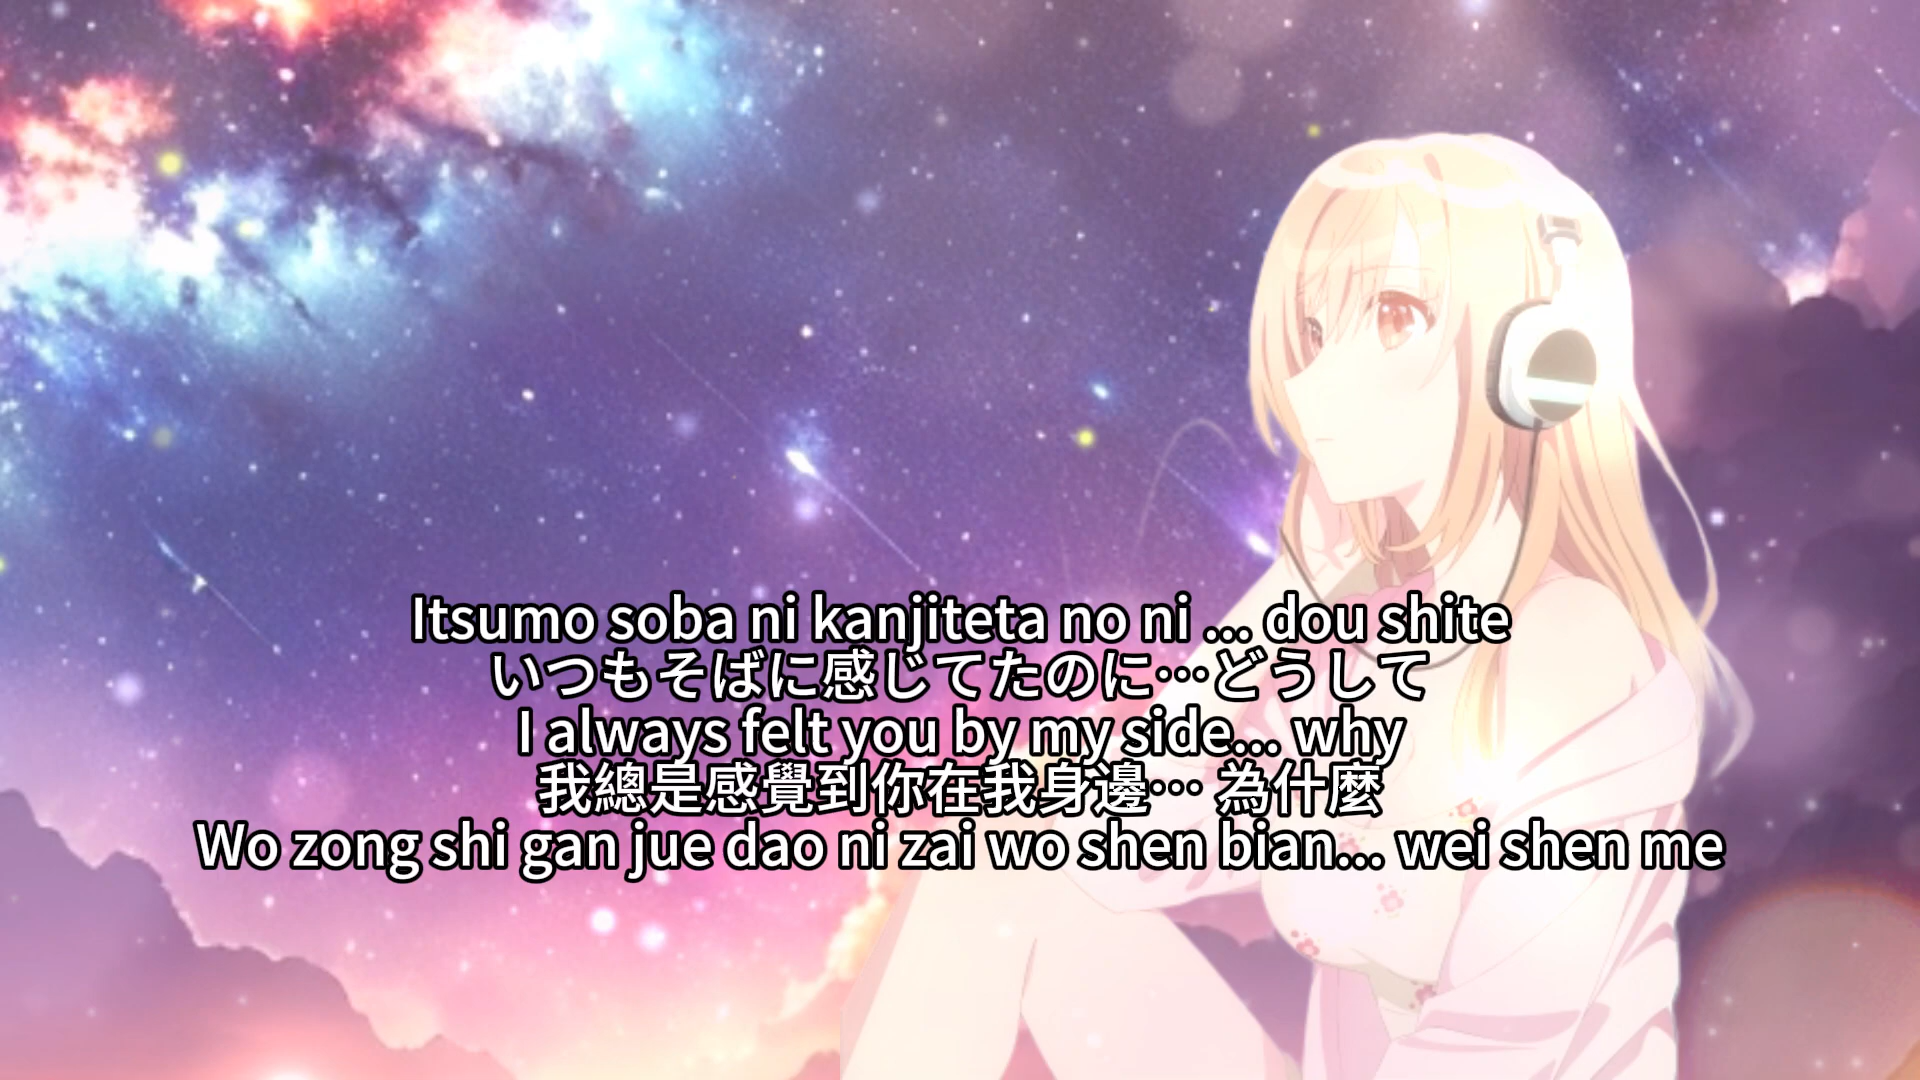 Itsumo soba ni kanjiteta no ni ... dou shite
いつもそばに感じてたのに…どうして
I always felt you by my side... why
我總是感覺到你在我身邊… 為什麼
Wo zong shi gan jue dao ni zai wo shen bian... wei shen me